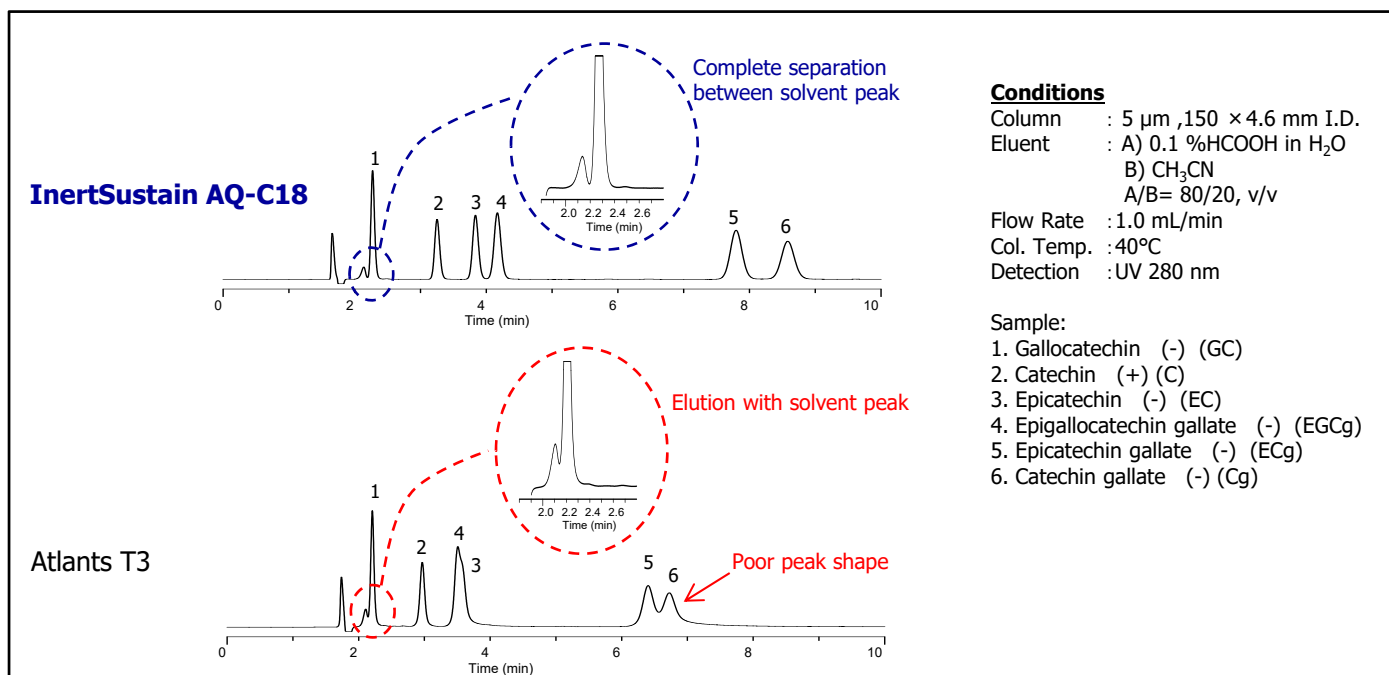 Complete separation
between solvent peak
InertSustain AQ-C18
1
2
3
4
5
6
2.0 2.2 2.4 2.6
Time (min)
0 2 4 6 8 10
Time (min)
Elution with solvent peak
Atlants T3
1
2
4
3
5
6
Poor peak shape
2.0 2.2 2.4 2.6
Time (min)
0 2 4 6 8 10
Time (min)
Conditions
Column : 5 µm ,150 ×4.6 mm I.D.
Eluent : A) 0.1 %HCOOH in H₂O
B) CH₃CN
A/B= 80/20, v/v
Flow Rate : 1.0 mL/min
Col. Temp. : 40°C
Detection : UV 280 nm
Sample:
1. Gallocatechin (-) (GC)
2. Catechin (+) (C)
3. Epicatechin (-) (EC)
4. Epigallocatechin gallate (-) (EGCg)
5. Epicatechin gallate (-) (ECg)
6. Catechin gallate (-) (Cg)